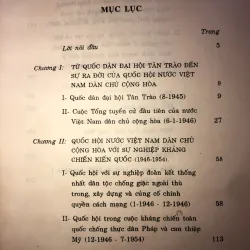 MỤC LỤC
Trang
Lời nói đầu 5
Chương I: TỪ QUỐC DÂN ĐẠI HỘI TÂN TRÀO ĐẾN
SỰ RA ĐỜI CỦA QUỐC HỘI NƯỚC VIỆT
NAM DÂN CHỦ CỘNG HÒA 9
I- Quốc dân đại hội Tân Trào (8-1945) 9
II- Cuộc Tổng tuyển cử đầu tiên của nước
Việt Nam dân chủ cộng hòa (6-1-1946) 27
Chương II: QUỐC HỘI NƯỚC VIỆT NAM DÂN CHỦ
CỘNG HÒA VỚI SỰ NGHIỆP KHÁNG
CHIẾN KIẾN QUỐC (1946-1954) 58
I- Quốc hội với sự nghiệp đoàn kết thống
nhất dân tộc chống giặc ngoài thù
trong, xây dựng và củng cố chính
quyền cách mạng (1-1946 - 12-1946) 58
II- Quốc hội trong cuộc kháng chiến toàn
quốc chống thực dân Pháp và can thiệp
Mỹ (12-1946 - 7-1954) 113